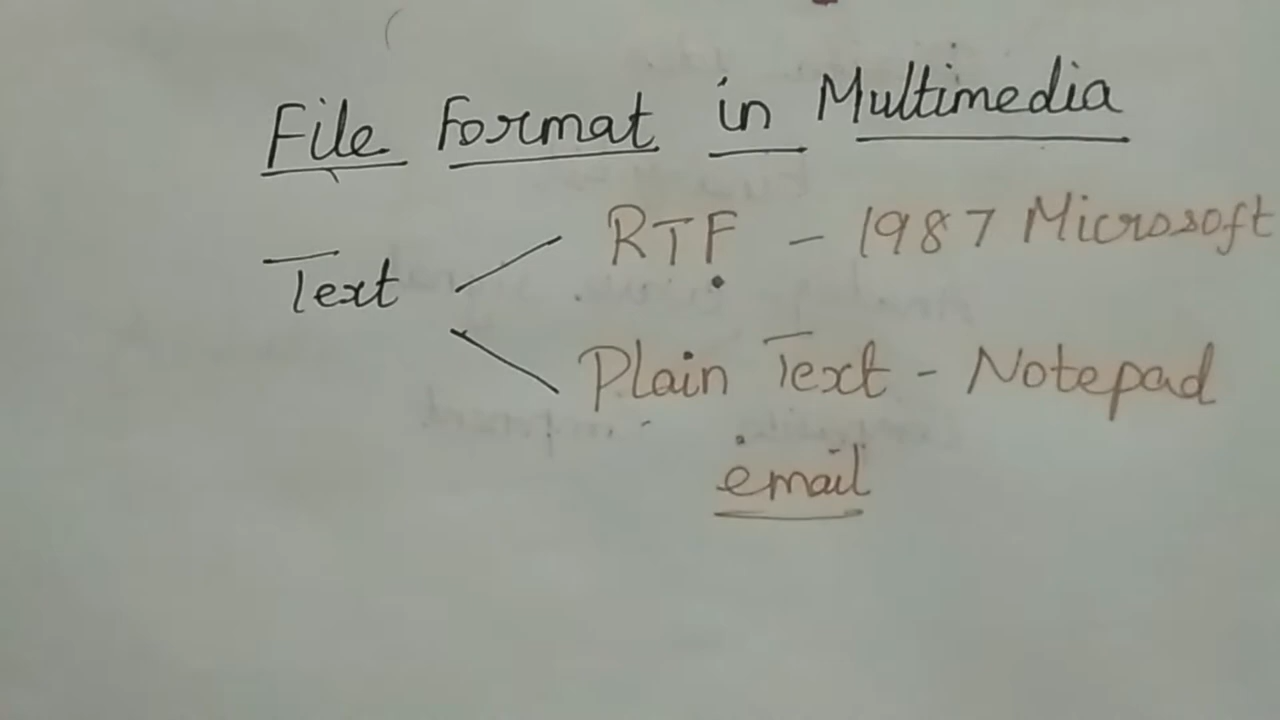 File Format in Multimedia
Text
RTF - 1987 Microsoft
Plain Text - Notepad
email